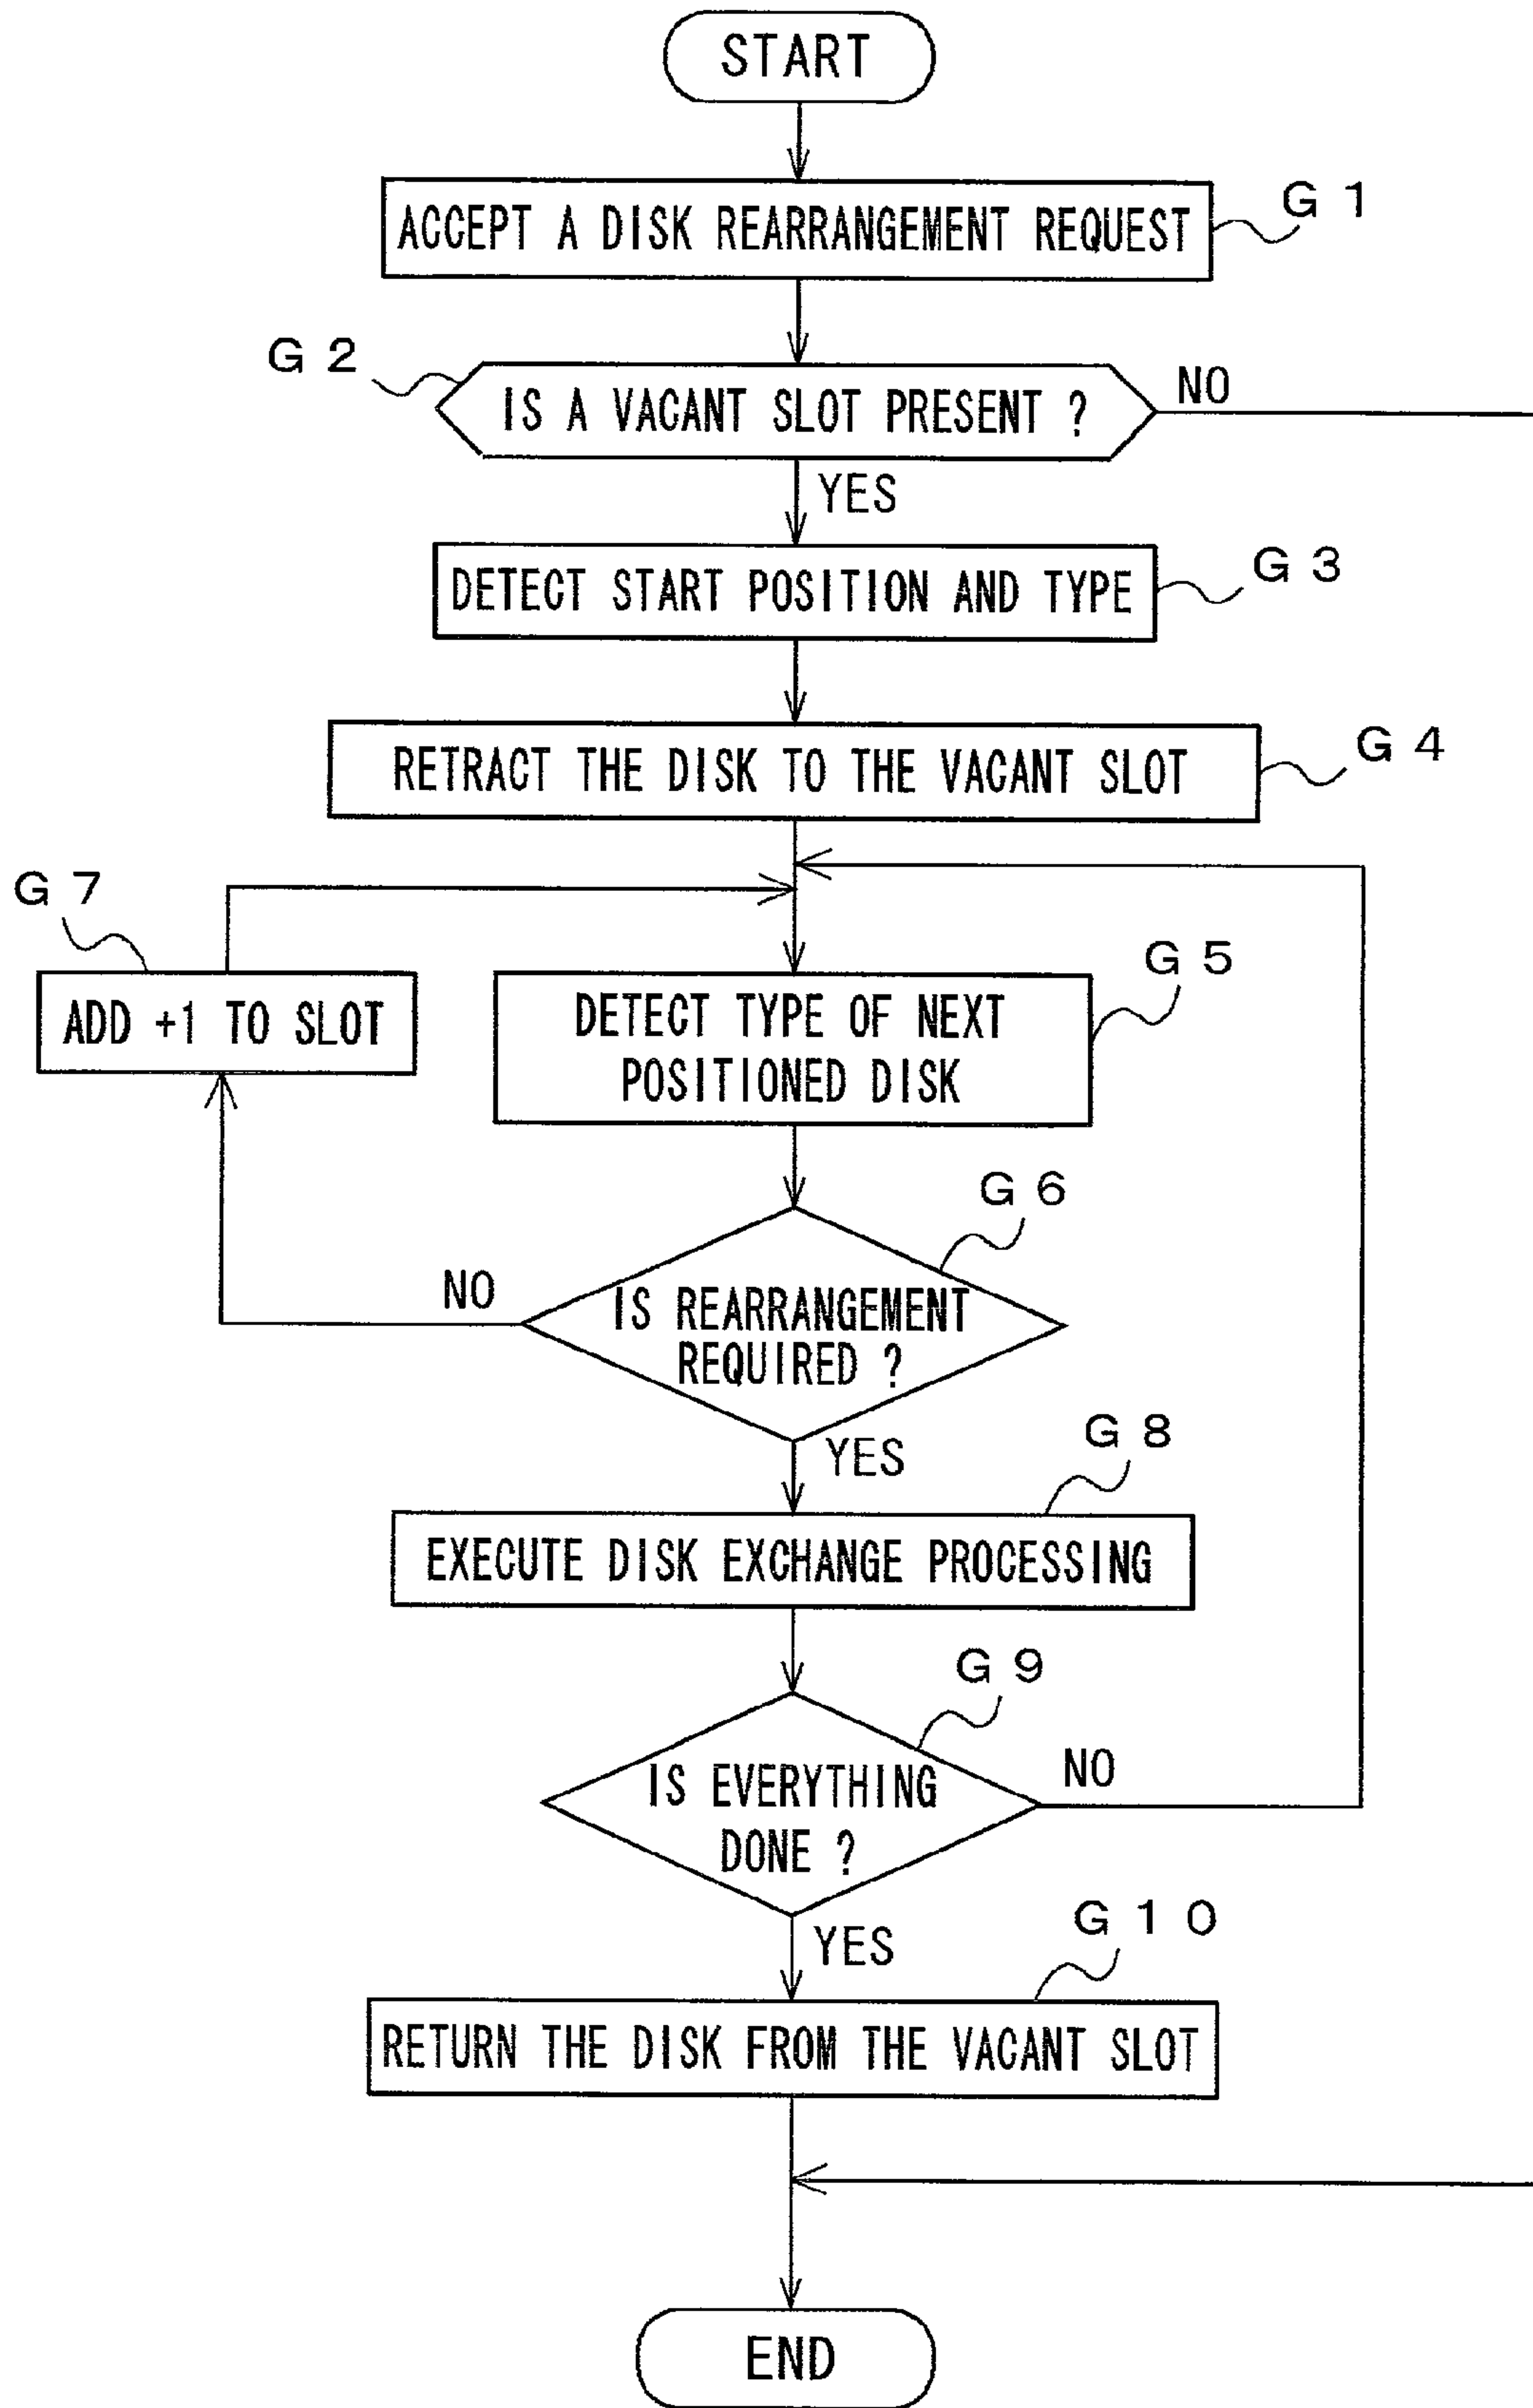 START
ACCEPT A DISK REARRANGEMENT REQUEST
G 1
G 2
IS A VACANT SLOT PRESENT ?
NO
YES
DETECT START POSITION AND TYPE
G 3
RETRACT THE DISK TO THE VACANT SLOT
G 4
G 7
ADD +1 TO SLOT
G 5
DETECT TYPE OF NEXT
POSITIONED DISK
G 6
NO
IS REARRANGEMENT
REQUIRED ?
YES
G 8
EXECUTE DISK EXCHANGE PROCESSING
G 9
IS EVERYTHING
DONE ?
NO
YES
G 1 0
RETURN THE DISK FROM THE VACANT SLOT
END